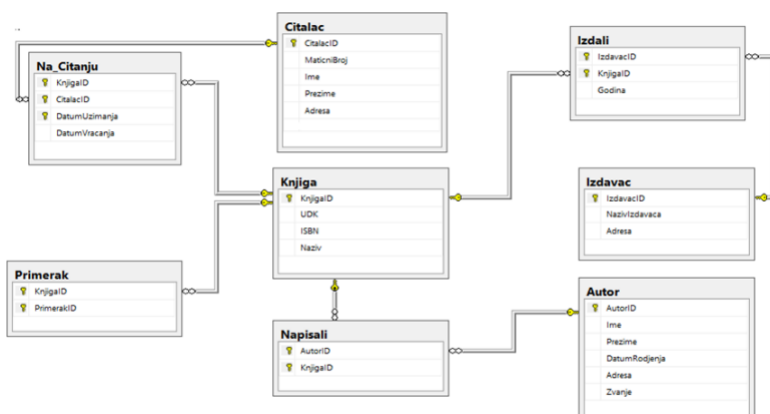 Citalac
CitalacID
MaticniBroj
Ime
Prezime
Adresa
Na_Citanju
KnjigaID
CitalacID
DatumUzimanja
DatumVracanja
Izdali
IzdavacID
KnjigaID
Godina
Knjiga
KnjigaID
UDK
ISBN
Naziv
Izdavac
IzdavacID
NazivIzdavaca
Adresa
Primerak
KnjigaID
PrimerakID
Napisali
AutorID
KnjigaID
Autor
AutorID
Ime
Prezime
DatumRodjenja
Adresa
Zvanje